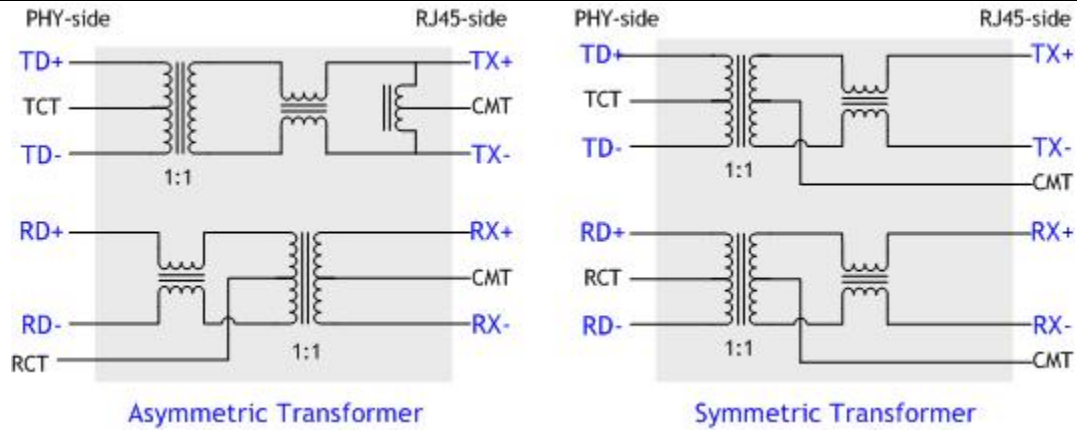 PHY-side
RJ45-side
TD+
TX+
TCT
CMT
TD-
TX-
1:1
RD+
RX+
CMT
RD-
RX-
RCT
1:1
Asymmetric Transformer
PHY-side
RJ45-side
TD+
TX+
TCT
TD-
TX-
1:1
CMT
RD+
RX+
RCT
RD-
RX-
1:1
CMT
Symmetric Transformer